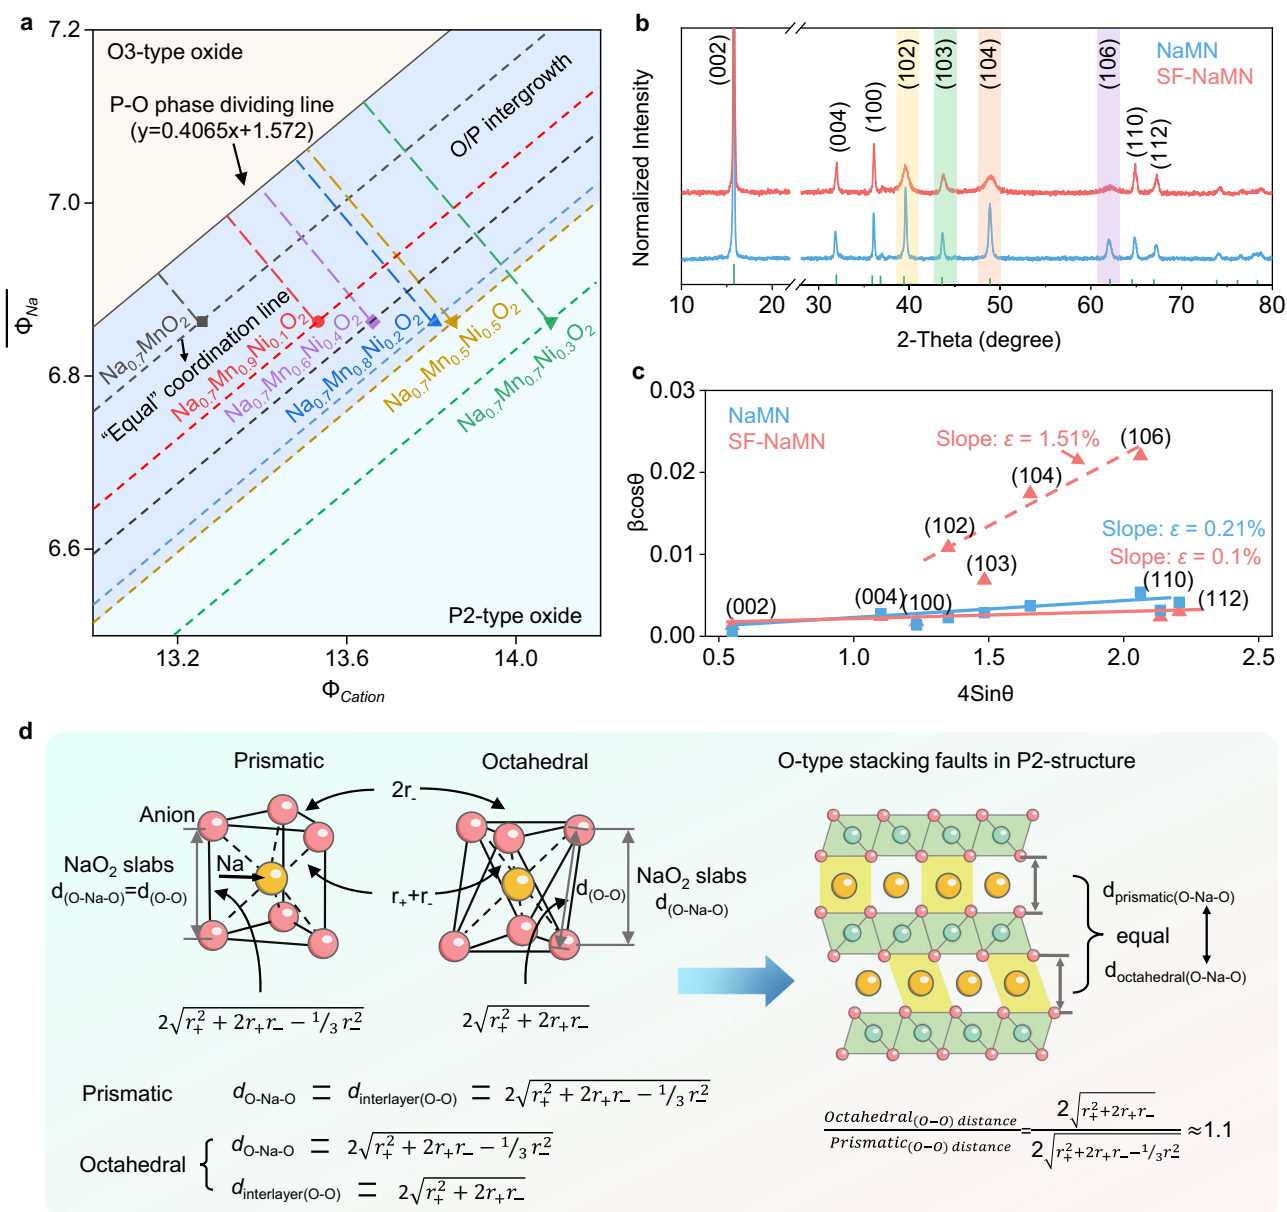 a
7.2
7.0
6.8
6.6
13.2
13.6
14.0
Φ_Na
Φ_Cation
O3-type oxide
P-O phase dividing line
(y=0.4065x+1.572)
O/P intergrowth
"Equal" coordination line
Na0.7MnO2
Na0.7Mn0.9Ni0.1O2
Na0.7Mn0.6Ni0.4O2
Na0.7Mn0.8Ni0.2O2
Na0.7Mn0.5Ni0.5O2
Na0.7Mn0.7Ni0.3O2
P2-type oxide
b
Normalized Intensity
(002)
(004)
(100)
(102)
(103)
(104)
(106)
(110)
(112)
NaMN
SF-NaMN
10
20
30
40
50
60
70
80
2-Theta (degree)
c
0.03
0.02
0.01
0.00
βcosθ
NaMN
SF-NaMN
Slope: ε = 1.51%
(106)
(104)
(102)
(103)
Slope: ε = 0.21%
Slope: ε = 0.1%
(002)
(004)
(100)
(110)
(112)
0.5
1.0
1.5
2.0
2.5
4Sinθ
d
Prismatic
Octahedral
O-type stacking faults in P2-structure
2r-
Anion
NaO2 slabs
d(O-Na-O)=d(O-O)
Na
r++r-
d(O-O)
NaO2 slabs
d(O-Na-O)
2√(r+² + 2r+r− − 1/3 r−²)
2√(r+² + 2r+r−)
dprismatic(O-Na-O)
equal
doctahedral(O-Na-O)
Prismatic dO-Na-O = dinterlayer(O-O) = 2√(r+² + 2r+r− − 1/3 r−²)
Octahedral { dO-Na-O = 2√(r+² + 2r+r− − 1/3 r−²)
dinterlayer(O-O) = 2√(r+² + 2r+r−)
Octahedral(O−O) distance / Prismatic(O−O) distance = 2√(r+²+2r+r−) / 2√(r+²+2r+r−−1/3r−²) ≈1.1